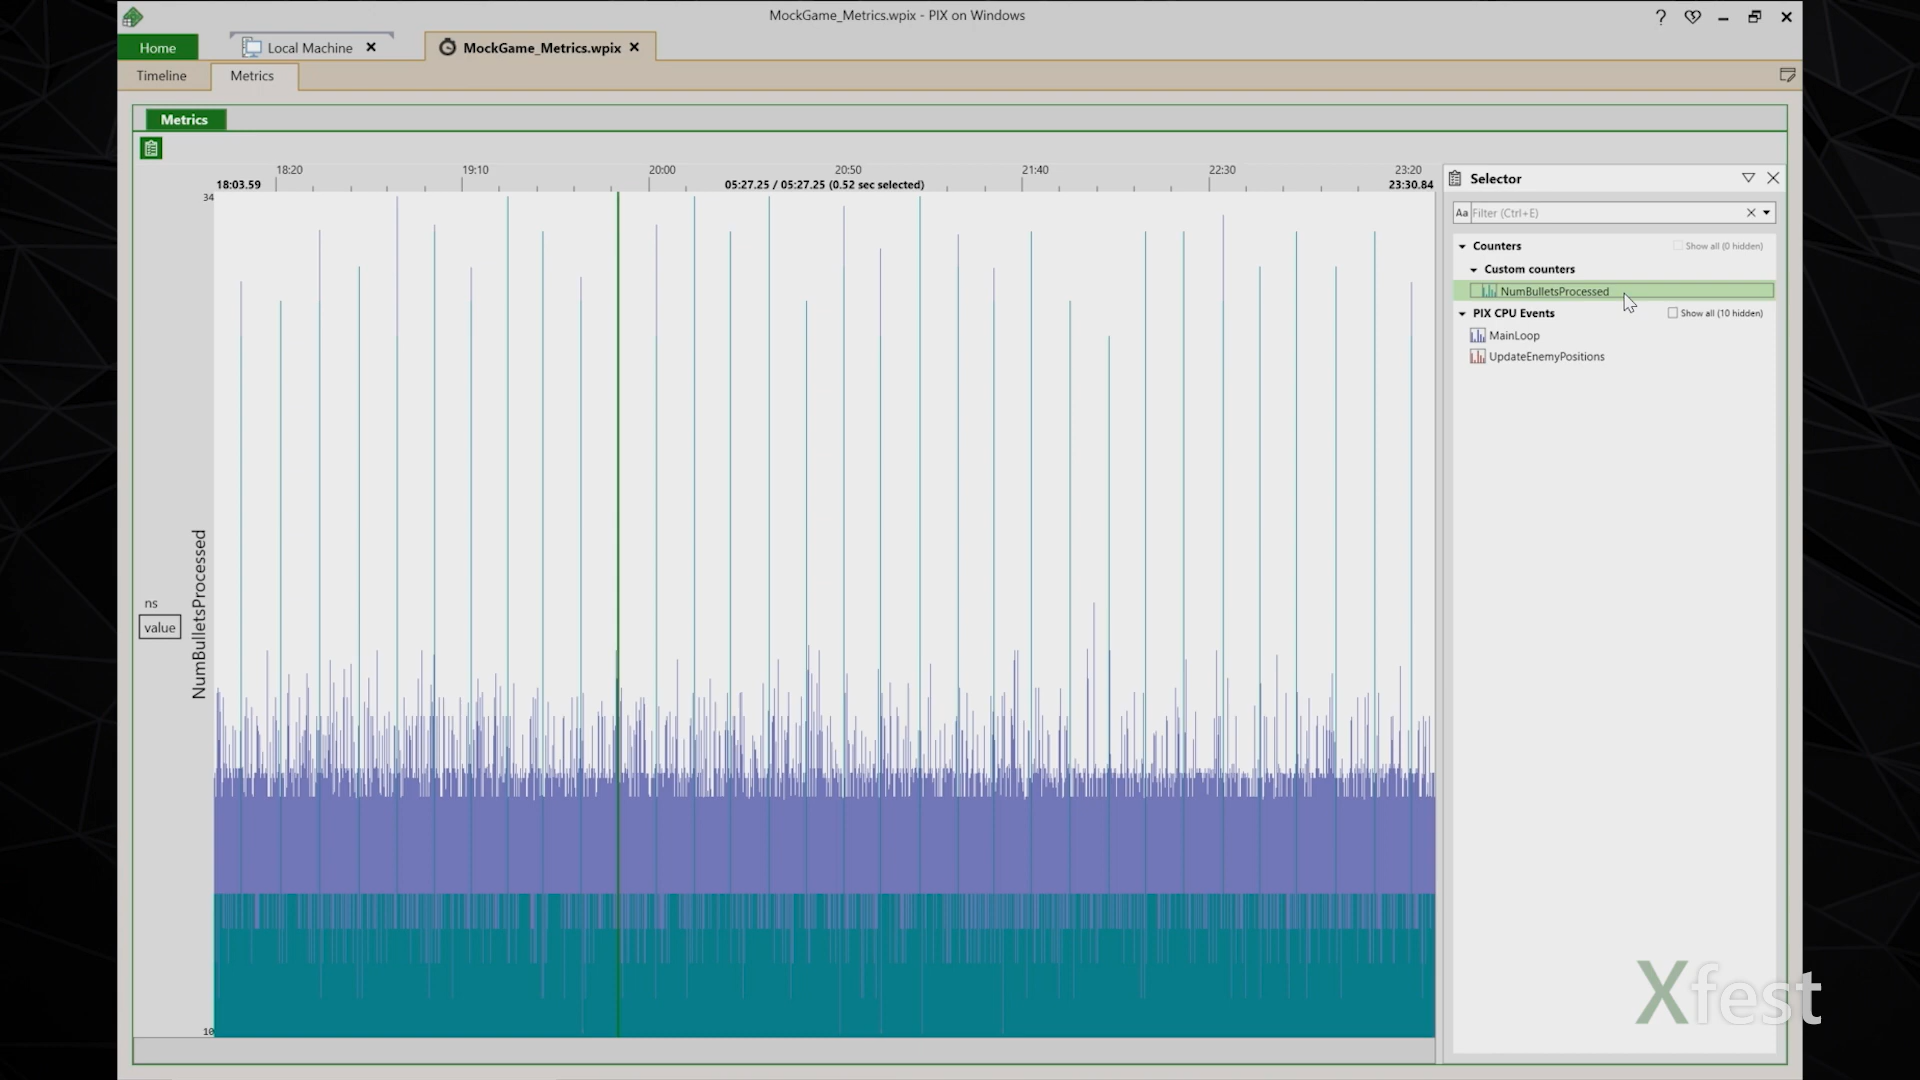 MockGame_Metrics.wpix - PIX on Windows
?
Home
Local Machine
MockGame_Metrics.wpix
Timeline
Metrics
Metrics
18:20
19:10
20:00
20:50
21:40
22:30
23:20
18:03.59
05:27.25 / 05:27.25 (0.52 sec selected)
23:30.84
34
ns
value
NumBulletsProcessed
10
Selector
Aa Filter (Ctrl+E)
Counters
Show all (0 hidden)
Custom counters
NumBulletsProcessed
PIX CPU Events
Show all (10 hidden)
MainLoop
UpdateEnemyPositions
Xfest